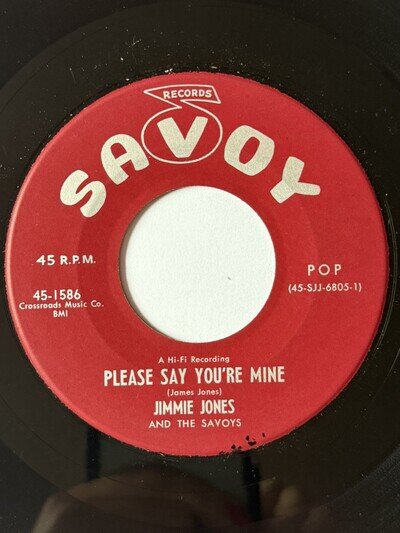 RECORDS
SAVOY
45 R.P.M.
POP
(45-SJJ-6805-1)
45-1586
Crossroads Music Co.
BMI
A Hi-Fi Recording
PLEASE SAY YOU'RE MINE
(James Jones)
JIMMIE JONES
AND THE SAVOYS